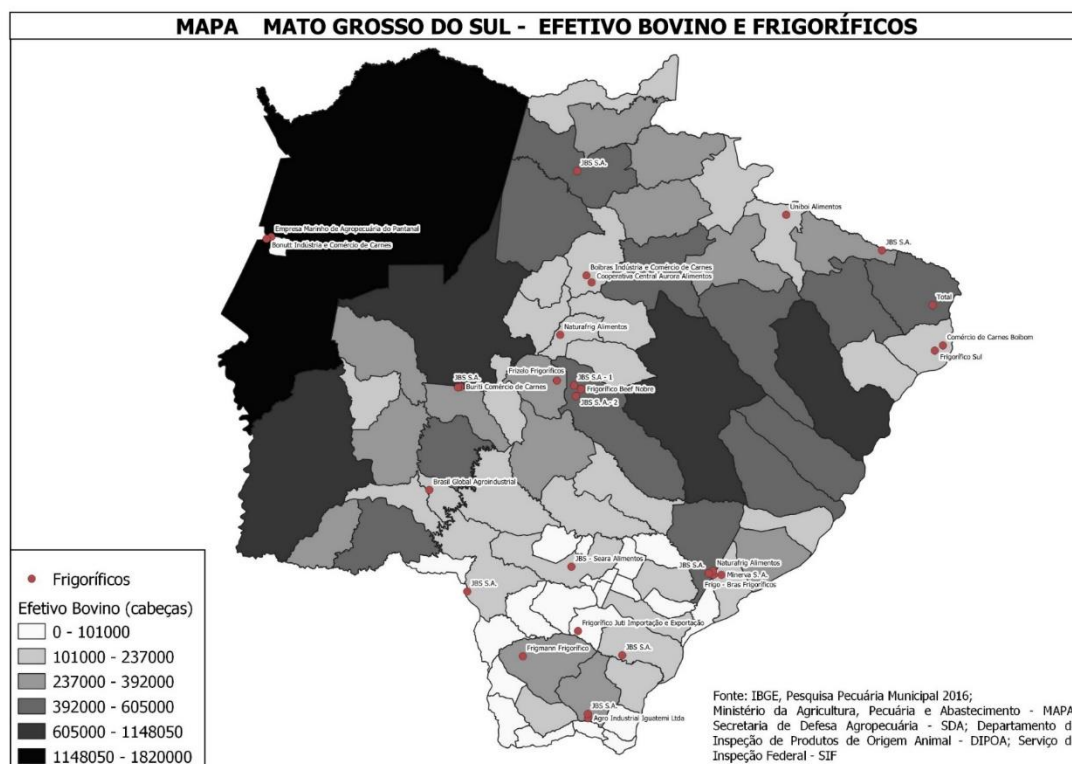 MAPA MATO GROSSO DO SUL - EFETIVO BOVINO E FRIGORÍFICOS
JBS S.A.
Uniboi Alimentos
Empresa Marinho de Agropecuária do Pantanal
Bonutt Indústria e Comércio de Carnes
JBS S.A.
Boibras Indústria e Comércio de Carnes
Cooperativa Central Aurora Alimentos
Total
Naturafrig Alimentos
Comércio de Carnes Boibom
Frigorífico Sul
Frizelo Frigoríficos
JBS S.A - 1
JBS S.A.
Buriti Comércio de Carnes
Frigorífico Beef Nobre
JBS S. A. - 2
Brasil Global Agroindustrial
JBS - Seara Alimentos
JBS S.A.
Naturafrig Alimentos
Minerva S. A.
Frigo - Bras Frigoríficos
JBS S.A.
Frigorífico Juti Importação e Exportação
Frigmann Frigorífico
JBS S.A.
JBS S.A.
Agro Industrial Iguatemi Ltda
Frigoríficos
Efetivo Bovino (cabeças)
0 - 101000
101000 - 237000
237000 - 392000
392000 - 605000
605000 - 1148050
1148050 - 1820000
Fonte: IBGE, Pesquisa Pecuária Municipal 2016;
Ministério da Agricultura, Pecuária e Abastecimento - MAPA
Secretaria de Defesa Agropecuária - SDA; Departamento d
Inspeção de Produtos de Origem Animal - DIPOA; Serviço d
Inspeção Federal - SIF